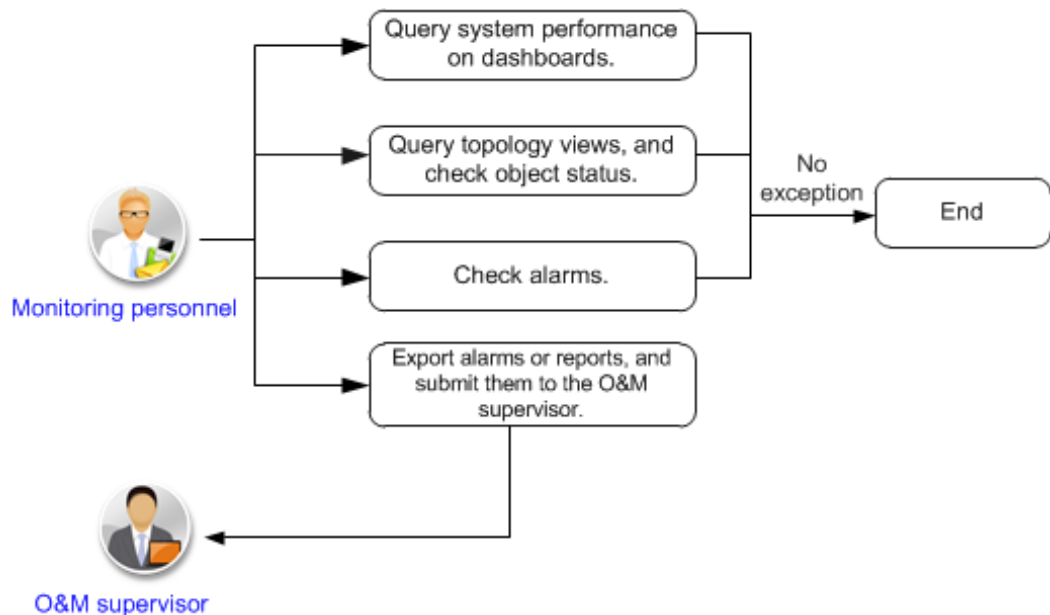 Query system performance
on dashboards.
Query topology views, and
check object status.
No
exception
End
Monitoring personnel
Check alarms.
Export alarms or reports, and
submit them to the O&M
supervisor.
O&M supervisor